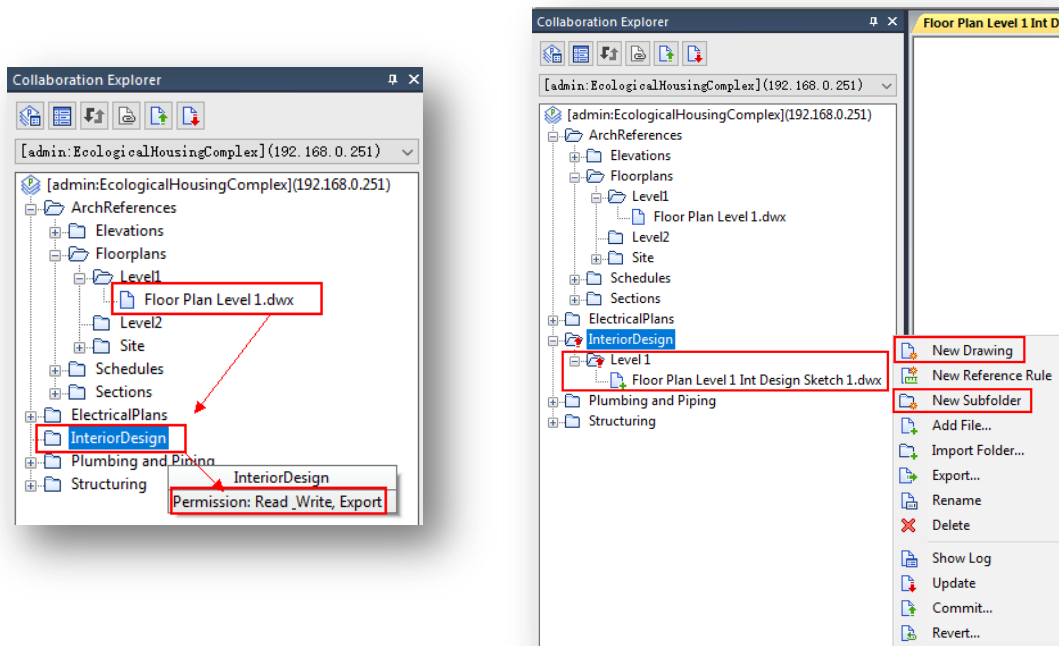 Collaboration Explorer
[admin:EcologicalHousingComplex](192.168.0.251)
[admin:EcologicalHousingComplex](192.168.0.251)
ArchReferences
Elevations
Floorplans
Level1
Floor Plan Level 1.dwx
Level2
Site
Schedules
Sections
ElectricalPlans
InteriorDesign
Plumbing and Piping
Structuring
InteriorDesign
Permission: Read _Write, Export
Collaboration Explorer
Floor Plan Level 1 Int D
[admin:EcologicalHousingComplex](192.168.0.251)
[admin:EcologicalHousingComplex](192.168.0.251)
ArchReferences
Elevations
Floorplans
Level1
Floor Plan Level 1.dwx
Level2
Site
Schedules
Sections
ElectricalPlans
InteriorDesign
Level 1
Floor Plan Level 1 Int Design Sketch 1.dwx
Plumbing and Piping
Structuring
New Drawing
New Reference Rule
New Subfolder
Add File...
Import Folder...
Export...
Rename
Delete
Show Log
Update
Commit...
Revert...